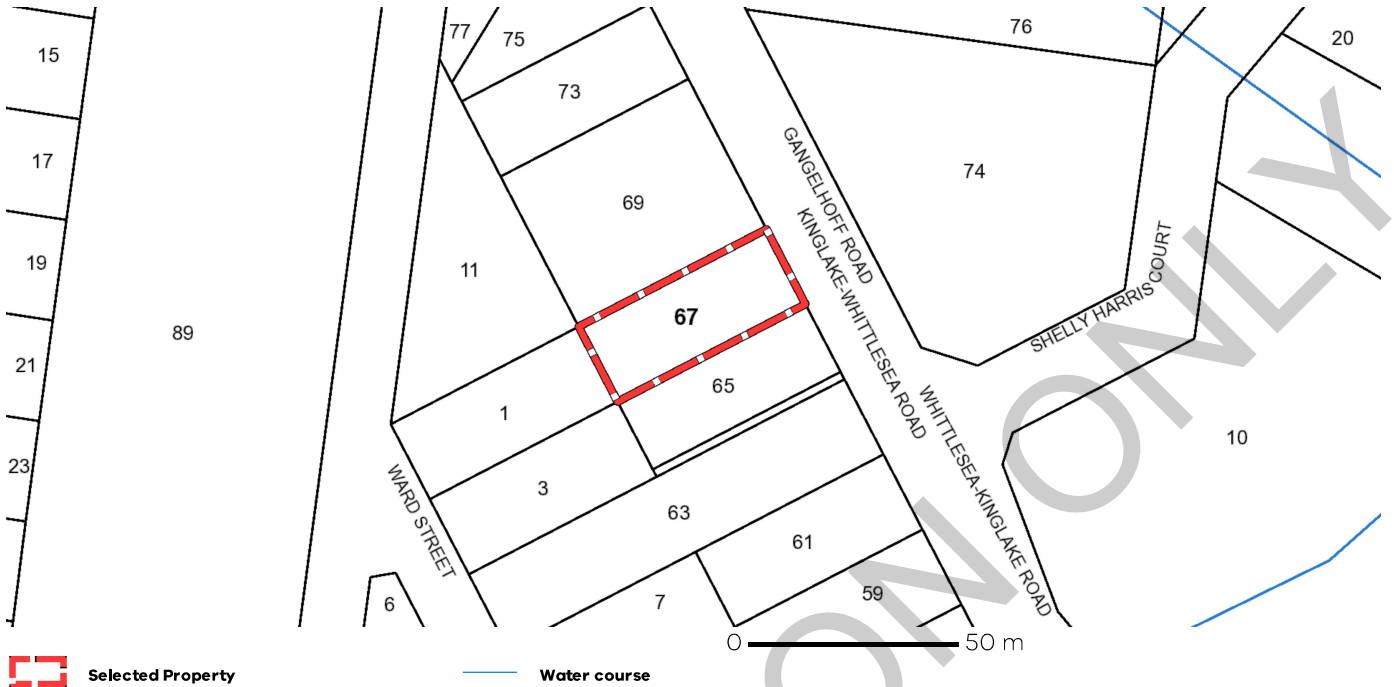 77
75
76
20
15
73
17
74
69
GANGELHOFF ROAD
KINGLAKE-WHITTLESEA ROAD
19
11
SHELLY HARRIS COURT
67
89
21
65
WHITTLESEA-KINGLAKE ROAD
1
10
23
WARD STREET
3
63
61
6
7
59
0 50 m
Selected Property
Water course
ON ONLY